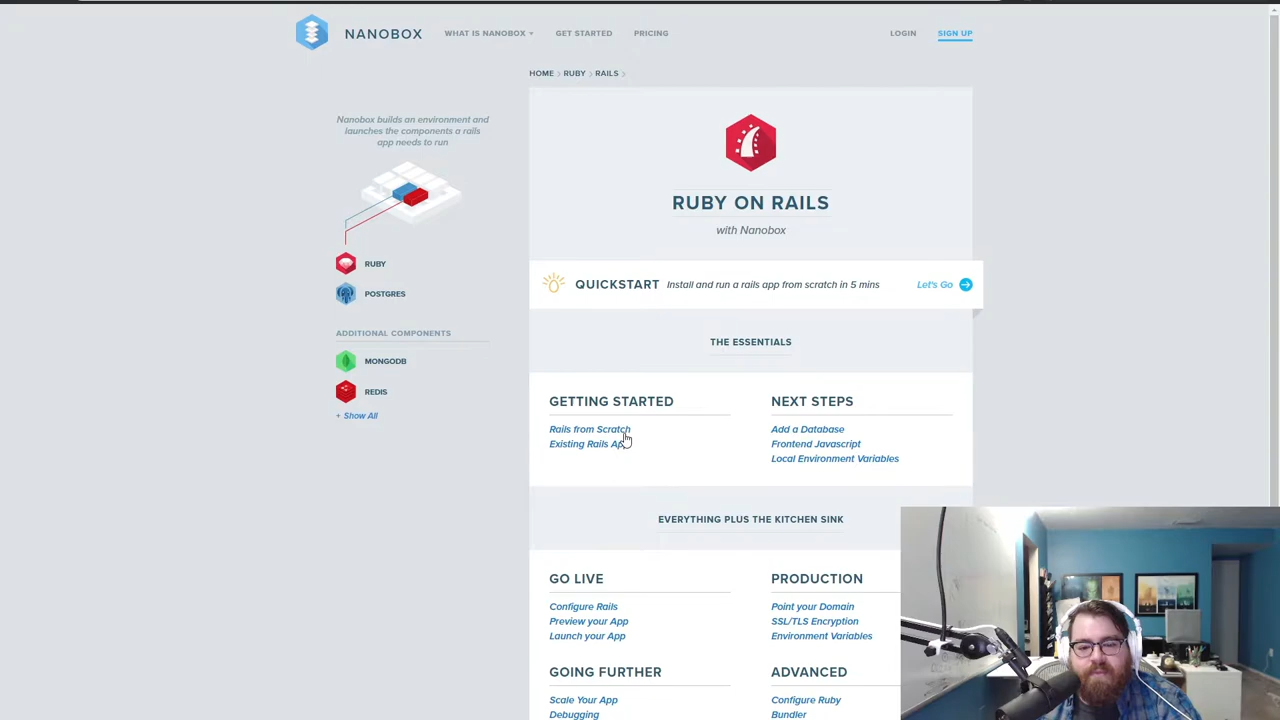 NANOBOX
WHAT IS NANOBOX
GET STARTED
PRICING
LOGIN
SIGN UP
HOME > RUBY > RAILS >
Nanobox builds an environment and
launches the components a rails
app needs to run
RUBY
POSTGRES
ADDITIONAL COMPONENTS
MONGODB
REDIS
+ Show All
RUBY ON RAILS
with Nanobox
QUICKSTART Install and run a rails app from scratch in 5 mins Let's Go
THE ESSENTIALS
GETTING STARTED
Rails from Scratch
Existing Rails App
NEXT STEPS
Add a Database
Frontend Javascript
Local Environment Variables
EVERYTHING PLUS THE KITCHEN SINK
GO LIVE
Configure Rails
Preview your App
Launch your App
PRODUCTION
Point your Domain
SSL/TLS Encryption
Environment Variables
GOING FURTHER
Scale Your App
Debugging
ADVANCED
Configure Ruby
Bundler